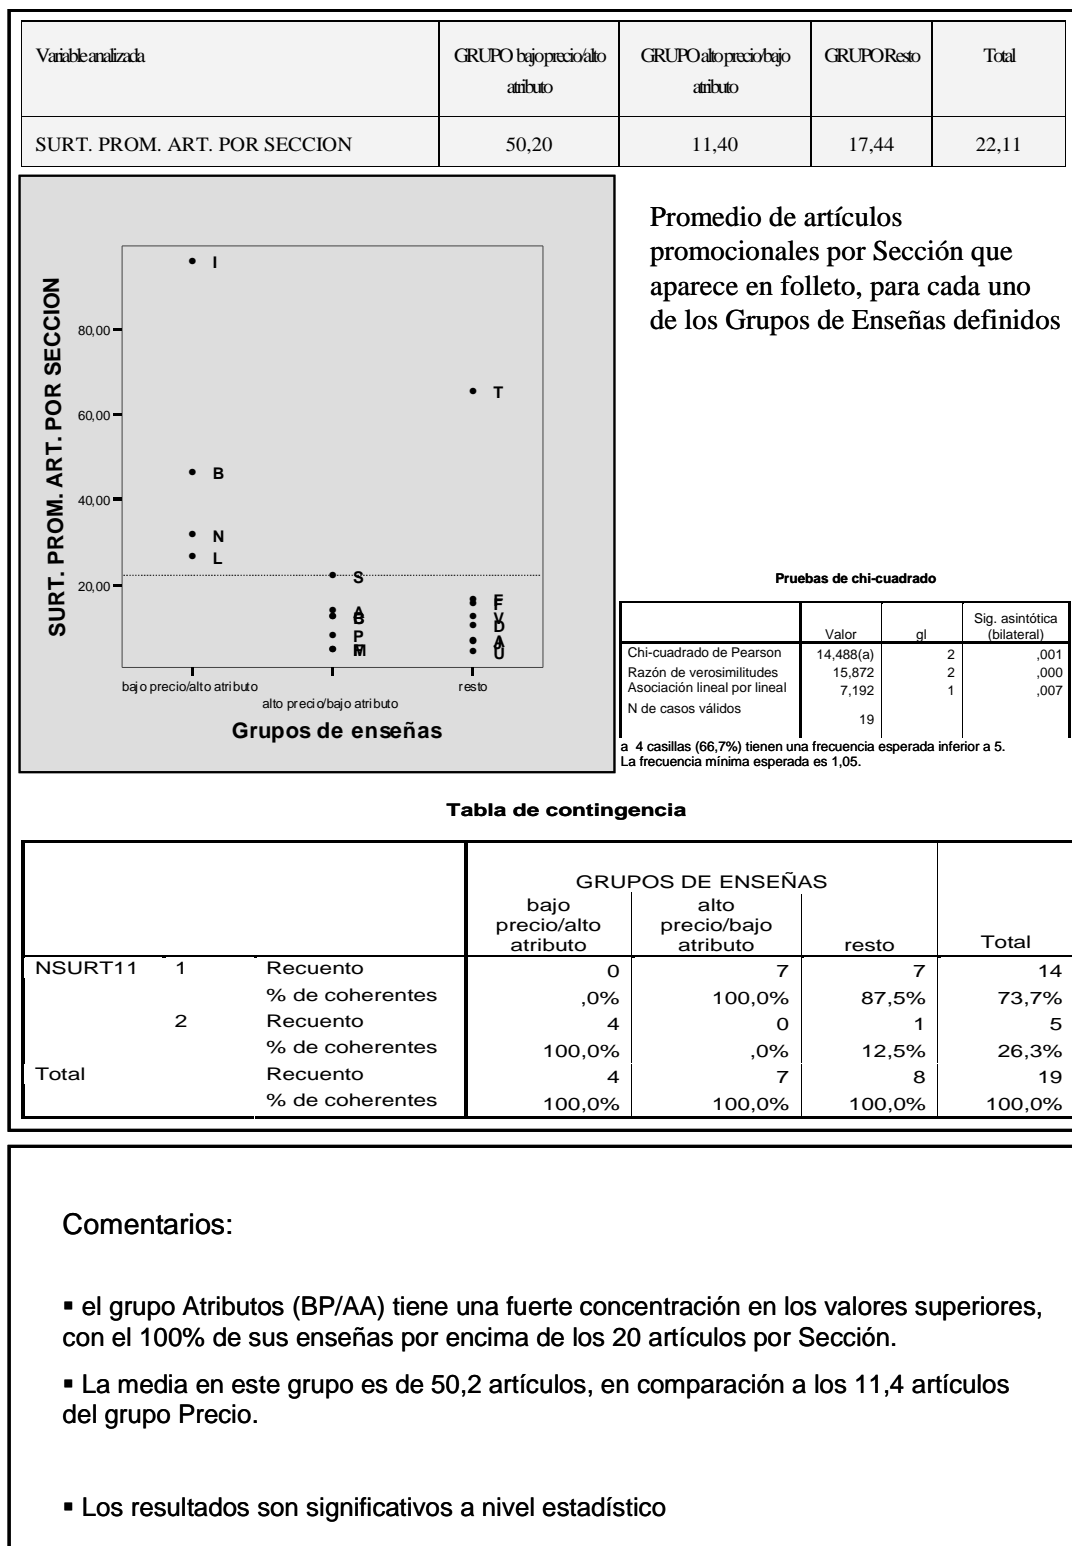 Variable analizada GRUPO bajo precio/alto atributo GRUPO alto precio/bajo atributo GRUPO Resto Total
SURT. PROM. ART. POR SECCION 50,20 11,40 17,44 22,11
SURT. PROM. ART. POR SECCION
80,00
60,00
40,00
20,00
I
B
N
L
S
A
P
M
T
F
V
D
A
U
bajo precio/alto atributo
alto precio/bajo atributo
resto
Grupos de enseñas
Promedio de artículos
promocionales por Sección que
aparece en folleto, para cada uno
de los Grupos de Enseñas definidos
Pruebas de chi-cuadrado
Valor gl Sig. asintótica (bilateral)
Chi-cuadrado de Pearson 14,488(a) 2 ,001
Razón de verosimilitudes 15,872 2 ,000
Asociación lineal por lineal 7,192 1 ,007
N de casos válidos 19
a 4 casillas (66,7%) tienen una frecuencia esperada inferior a 5.
La frecuencia mínima esperada es 1,05.
Tabla de contingencia
GRUPOS DE ENSEÑAS
bajo precio/alto atributo alto precio/bajo atributo resto Total
NSURT11 1 Recuento 0 7 7 14
% de coherentes ,0% 100,0% 87,5% 73,7%
2 Recuento 4 0 1 5
% de coherentes 100,0% ,0% 12,5% 26,3%
Total Recuento 4 7 8 19
% de coherentes 100,0% 100,0% 100,0% 100,0%
Comentarios:
▪ el grupo Atributos (BP/AA) tiene una fuerte concentración en los valores superiores,
con el 100% de sus enseñas por encima de los 20 artículos por Sección.
▪ La media en este grupo es de 50,2 artículos, en comparación a los 11,4 artículos
del grupo Precio.
▪ Los resultados son significativos a nivel estadístico